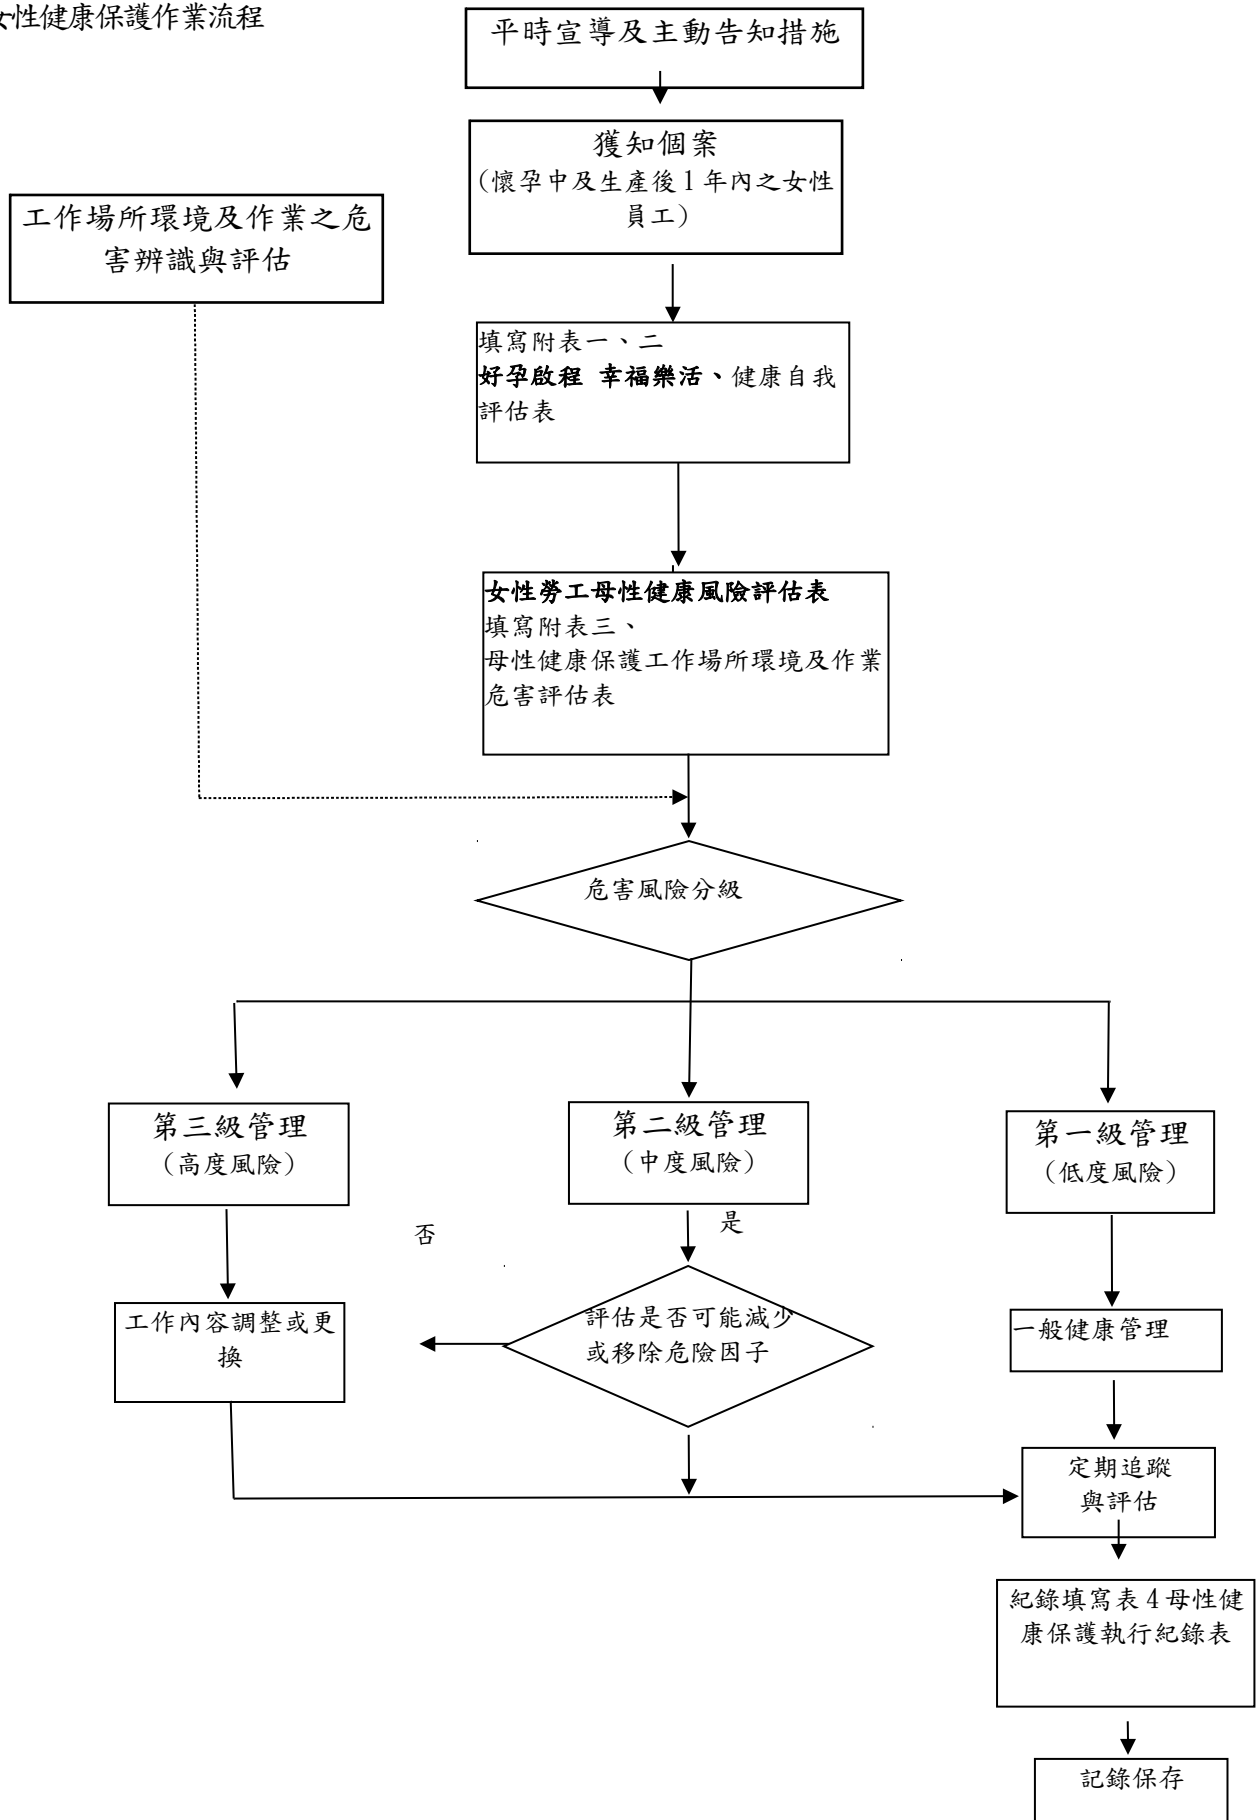 女性健康保護作業流程
平時宣導及主動告知措施
獲知個案
(懷孕中及生產後1年內之女性
員工)
工作場所環境及作業之危
害辨識與評估
填寫附表一、二
好孕啟程 幸福樂活、健康自我
評估表
女性勞工母性健康風險評估表
填寫附表三、
母性健康保護工作場所環境及作業
危害評估表
危害風險分級
第三級管理
(高度風險)
第二級管理
(中度風險)
第一級管理
(低度風險)
否
是
工作內容調整或更
換
評估是否可能減少
或移除危險因子
一般健康管理
定期追蹤
與評估
紀錄填寫表4母性健
康保護執行紀錄表
記錄保存